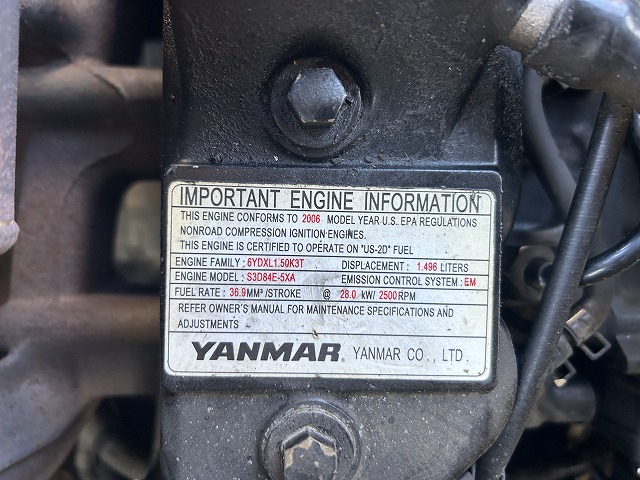 IMPORTANT ENGINE INFORMATION
THIS ENGINE CONFORMS TO 2006 MODEL YEAR U.S. EPA REGULATIONS
NONROAD COMPRESSION IGNITION ENGINES.
THIS ENGINE IS CERTIFIED TO OPERATE ON "US-2D" FUEL
ENGINE FAMILY : 6YDXL1.50K3T DISPLACEMENT : 1.496 LITERS
ENGINE MODEL : S3D84E-5XA EMISSION CONTROL SYSTEM : EM
FUEL RATE : 36.9MM³ /STROKE @ 28.0 kW/ 2500 RPM
REFER OWNER'S MANUAL FOR MAINTENANCE SPECIFICATIONS AND
ADJUSTMENTS
YANMAR. YANMAR CO., LTD.